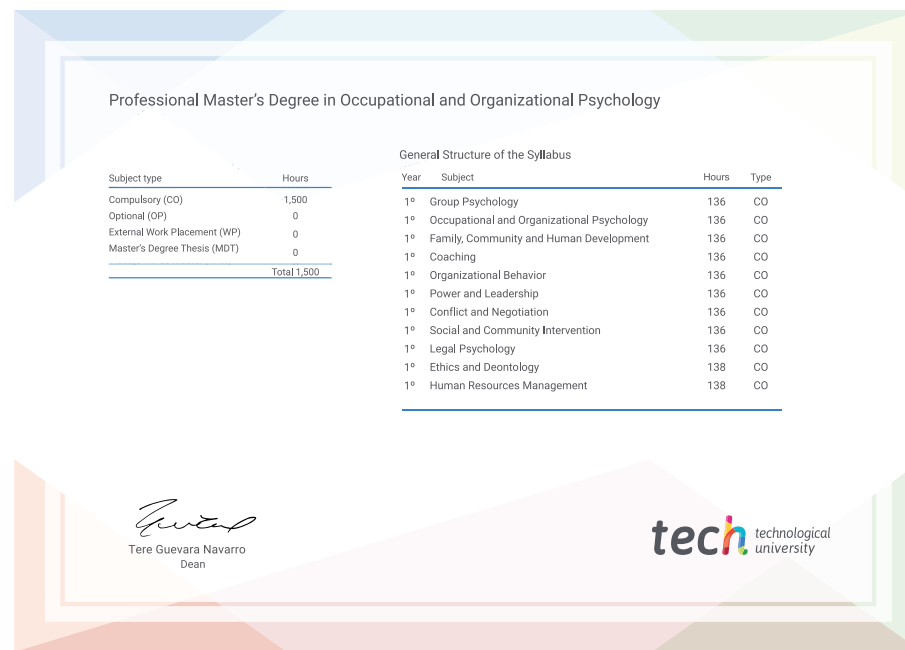 Professional Master's Degree in Occupational and Organizational Psychology
Subject type Hours
Compulsory (CO) 1,500
Optional (OP) 0
External Work Placement (WP) 0
Master's Degree Thesis (MDT) 0
Total 1,500
General Structure of the Syllabus
Year Subject Hours Type
1º Group Psychology 136 CO
1º Occupational and Organizational Psychology 136 CO
1º Family, Community and Human Development 136 CO
1º Coaching 136 CO
1º Organizational Behavior 136 CO
1º Power and Leadership 136 CO
1º Conflict and Negotiation 136 CO
1º Social and Community Intervention 136 CO
1º Legal Psychology 136 CO
1º Ethics and Deontology 138 CO
1º Human Resources Management 138 CO
Tere Guevara Navarro
Dean
tech technological
university